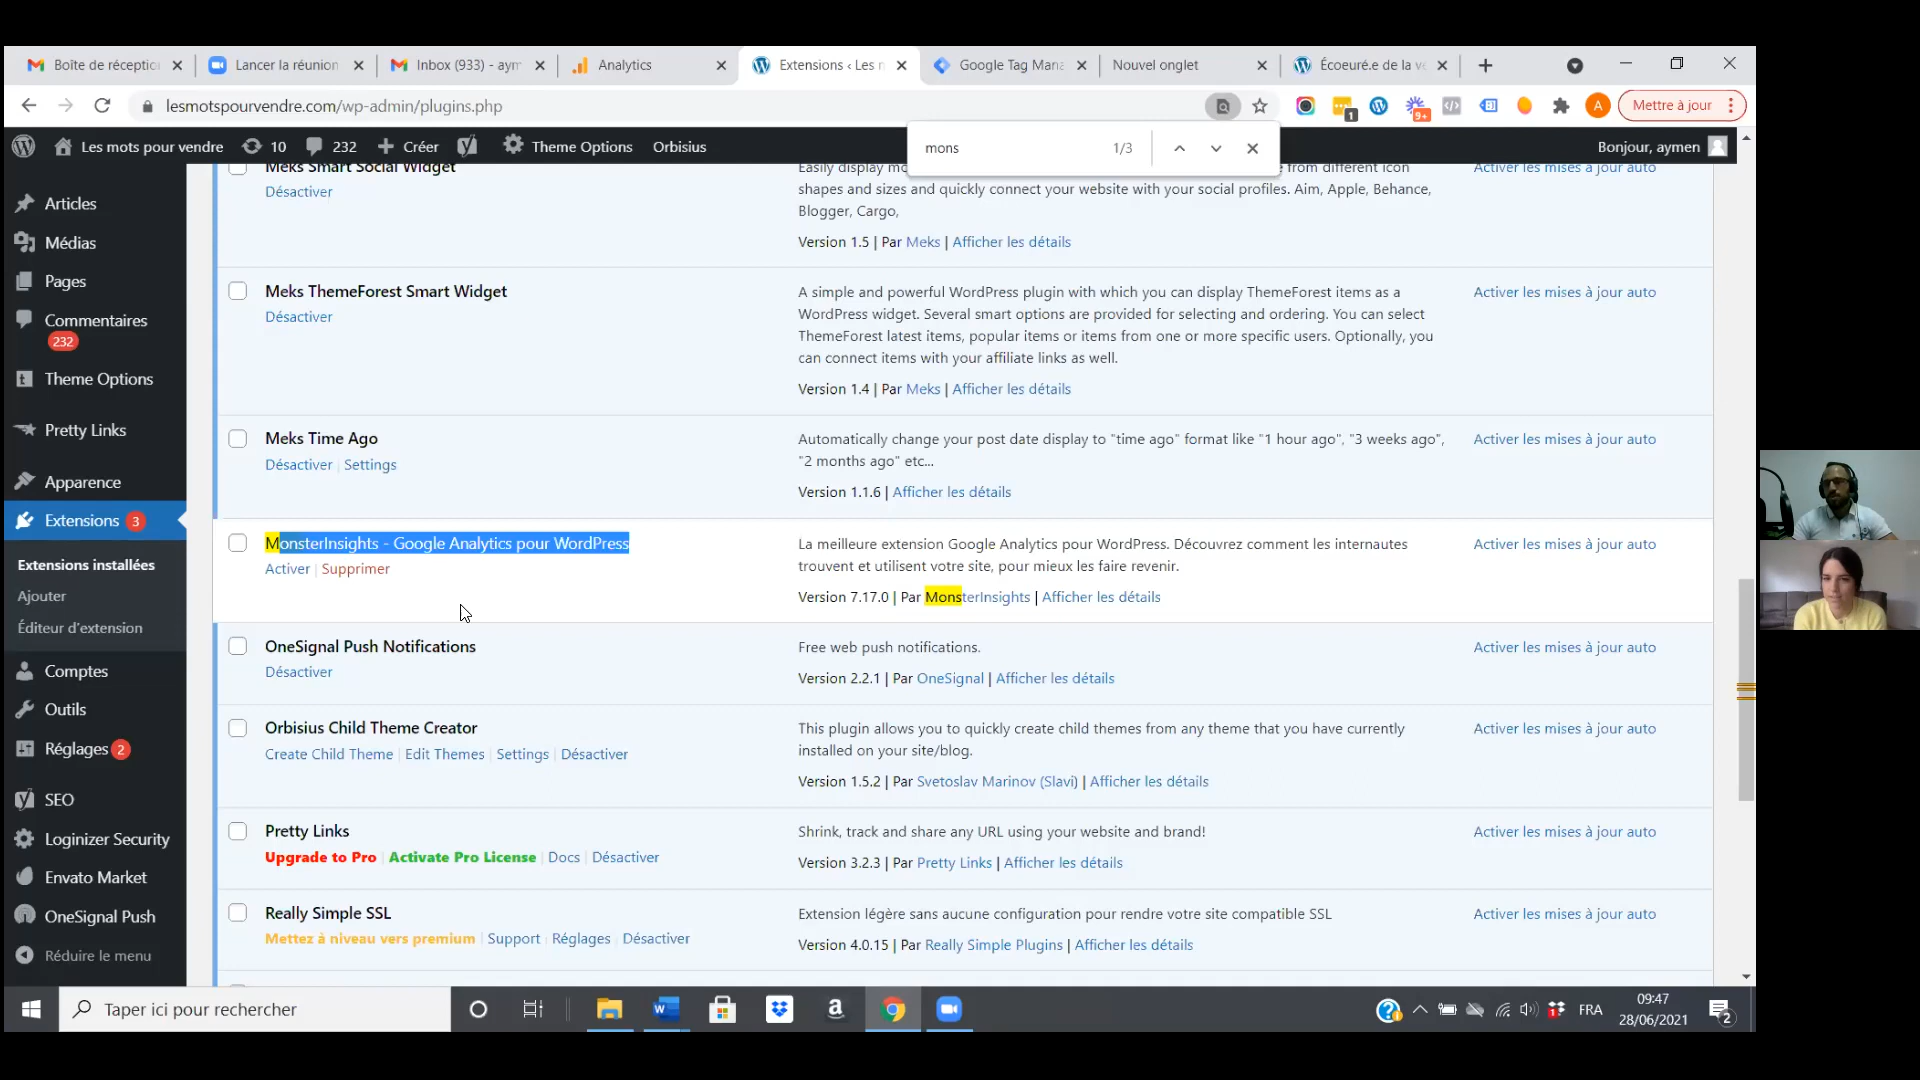 Boîte de réceptio
Lancer la réunion
Inbox (933) - aym
Analytics
Extensions ‹ Les m
Google Tag Mana
Nouvel onglet
Écoeuré.e de la ve
lesmotspourvendre.com/wp-admin/plugins.php
1
9+
A
Mettre à jour
mons
1/3
Les mots pour vendre
10
232
Créer
Theme Options
Orbisius
Bonjour, aymen
Articles
Médias
Pages
Commentaires
232
Theme Options
Pretty Links
Apparence
Extensions 3
Extensions installées
Ajouter
Éditeur d'extension
Comptes
Outils
Réglages 2
SEO
Loginizer Security
Envato Market
OneSignal Push
Réduire le menu
Meks Smart Social Widget
Désactiver
Easily display mo
from different icon
shapes and sizes and quickly connect your website with your social profiles. Aim, Apple, Behance,
Blogger, Cargo,
Version 1.5 | Par Meks | Afficher les détails
Activer les mises à jour auto
Meks ThemeForest Smart Widget
Désactiver
A simple and powerful WordPress plugin with which you can display ThemeForest items as a
WordPress widget. Several smart options are provided for selecting and ordering. You can select
ThemeForest latest items, popular items or items from one or more specific users. Optionally, you
can connect items with your affiliate links as well.
Version 1.4 | Par Meks | Afficher les détails
Activer les mises à jour auto
Meks Time Ago
Désactiver | Settings
Automatically change your post date display to "time ago" format like "1 hour ago", "3 weeks ago",
"2 months ago" etc...
Version 1.1.6 | Afficher les détails
Activer les mises à jour auto
MonsterInsights - Google Analytics pour WordPress
Activer | Supprimer
La meilleure extension Google Analytics pour WordPress. Découvrez comment les internautes
trouvent et utilisent votre site, pour mieux les faire revenir.
Version 7.17.0 | Par MonsterInsights | Afficher les détails
Activer les mises à jour auto
OneSignal Push Notifications
Désactiver
Free web push notifications.
Version 2.2.1 | Par OneSignal | Afficher les détails
Activer les mises à jour auto
Orbisius Child Theme Creator
Create Child Theme | Edit Themes | Settings | Désactiver
This plugin allows you to quickly create child themes from any theme that you have currently
installed on your site/blog.
Version 1.5.2 | Par Svetoslav Marinov (Slavi) | Afficher les détails
Activer les mises à jour auto
Pretty Links
Upgrade to Pro | Activate Pro License | Docs | Désactiver
Shrink, track and share any URL using your website and brand!
Version 3.2.3 | Par Pretty Links | Afficher les détails
Activer les mises à jour auto
Really Simple SSL
Mettez à niveau vers premium | Support | Réglages | Désactiver
Extension légère sans aucune configuration pour rendre votre site compatible SSL
Version 4.0.15 | Par Really Simple Plugins | Afficher les détails
Activer les mises à jour auto
Taper ici pour rechercher
FRA
09:47
28/06/2021
2